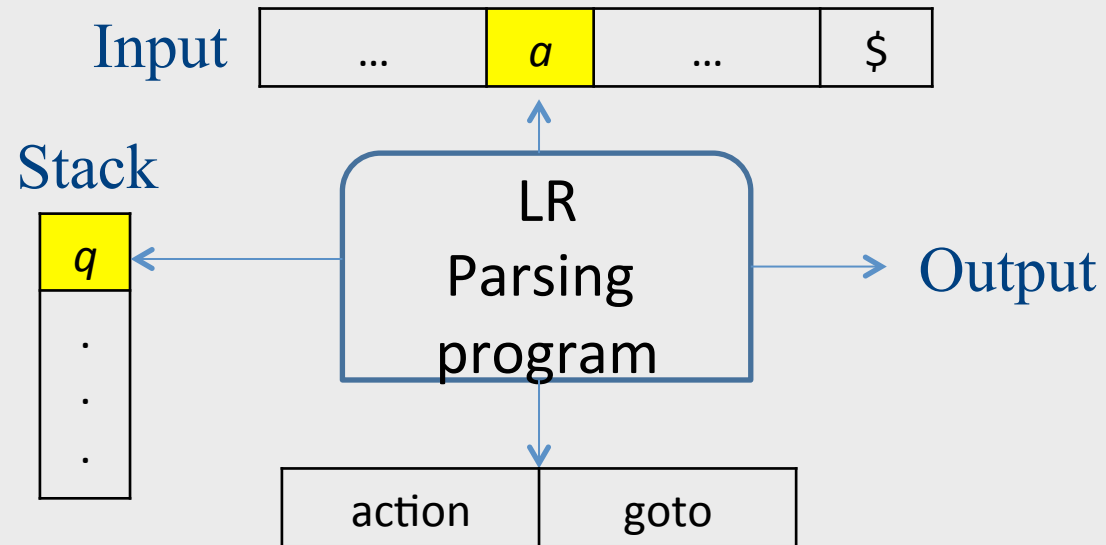 Input … a … $
Stack
q
.
.
.
LR
Parsing
program
Output
action goto